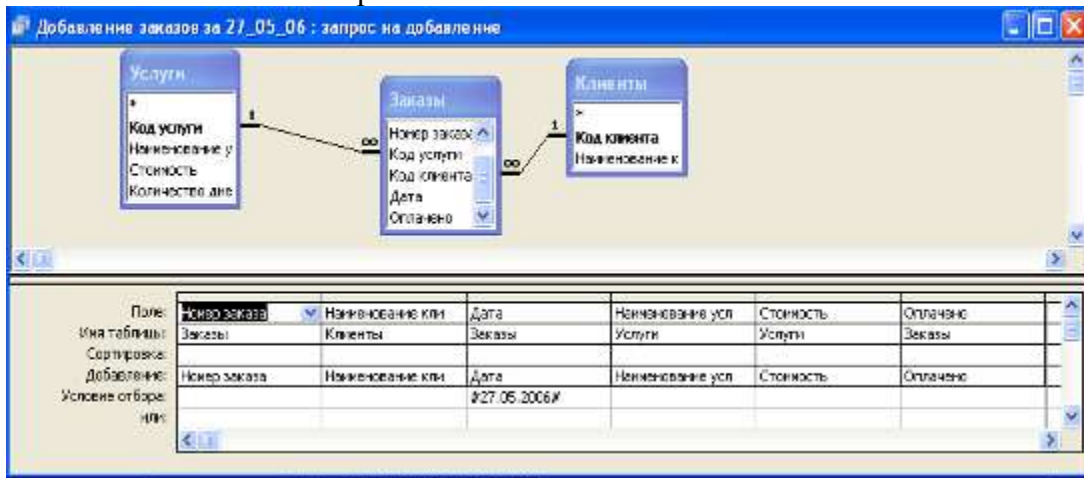 Добавление заказов за 27_05_06 : запрос на добавление
Услуги
*
Код услуги
Наименование у
Стоимость
Количество дне
1
∞
Заказы
Номер заказа
Код услуги
Код клиента
Дата
Оплачено
∞
1
Клиенты
*
Код клиента
Наименование к
Поле: Номер заказа Наименование кли Дата Наименование усл Стоимость Оплачено
Имя таблицы: Заказы Клиенты Заказы Услуги Услуги Заказы
Сортировка:
Добавление: Номер заказа Наименование кли Дата Наименование усл Стоимость Оплачено
Условие отбора: #27.05.2006#
или: